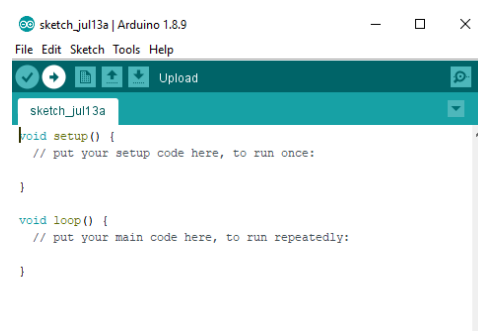 sketch_jul13a | Arduino 1.8.9
File Edit Sketch Tools Help
Upload
sketch_jul13a
void setup() {
  // put your setup code here, to run once:
}
void loop() {
  // put your main code here, to run repeatedly:
}